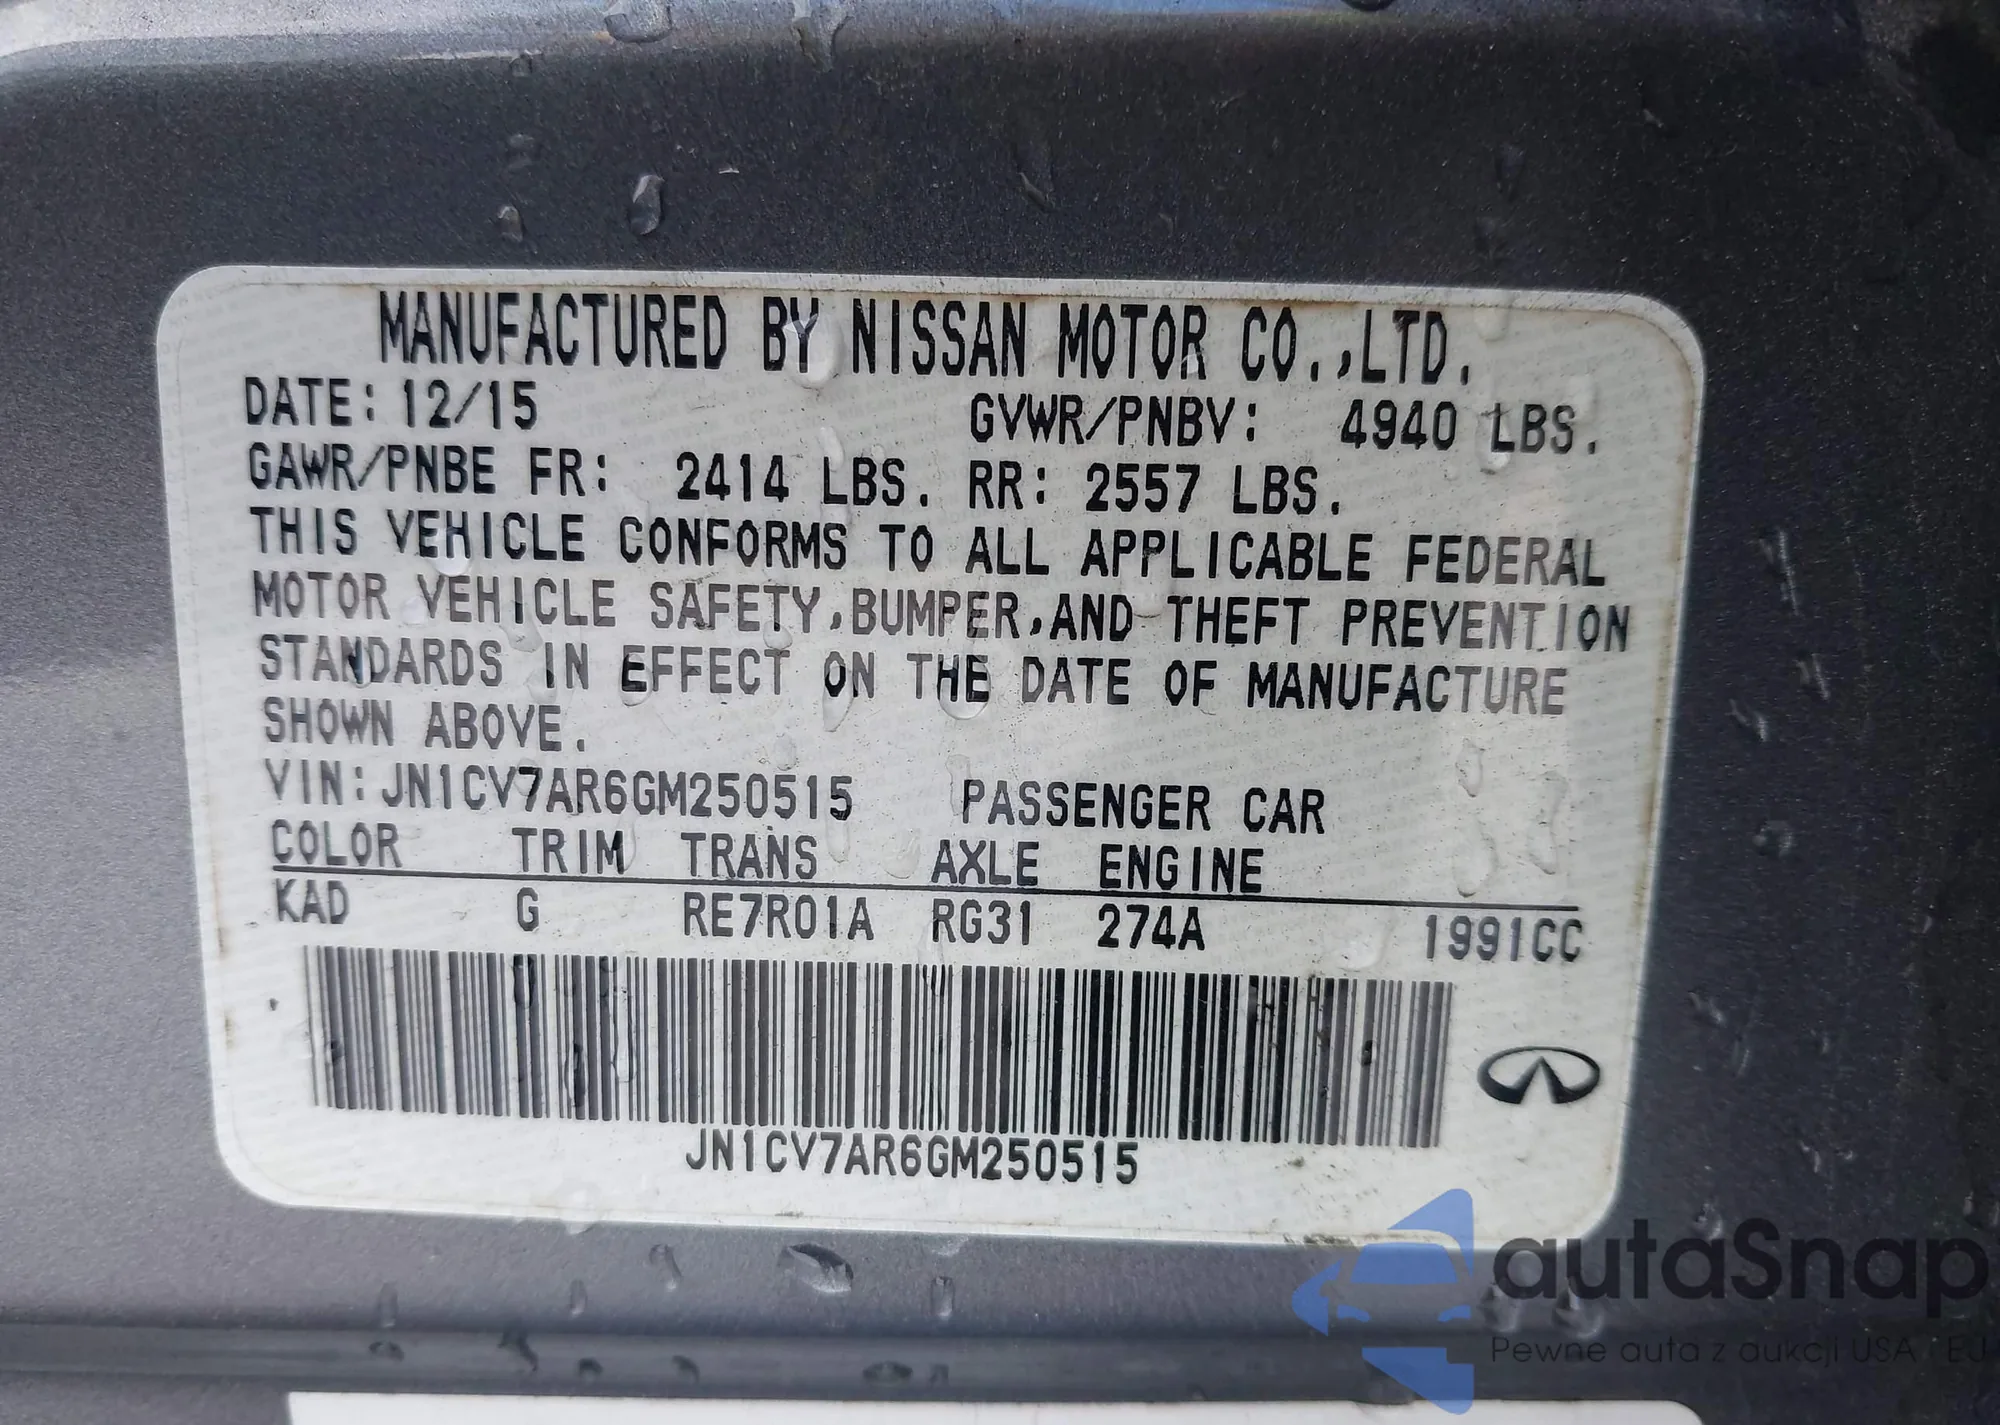 MANUFACTURED BY NISSAN MOTOR CO.,LTD.
DATE: 12/15 GVWR/PNBV: 4940 LBS.
GAWR/PNBE FR: 2414 LBS. RR: 2557 LBS.
THIS VEHICLE CONFORMS TO ALL APPLICABLE FEDERAL
MOTOR VEHICLE SAFETY,BUMPER,AND THEFT PREVENTION
STANDARDS IN EFFECT ON THE DATE OF MANUFACTURE
SHOWN ABOVE.
VIN: JN1CV7AR6GM250515 PASSENGER CAR
COLOR TRIM TRANS AXLE ENGINE
KAD G RE7R01A RG31 274A 1991CC
JN1CV7AR6GM250515
autaSnap
Pewne auta z aukcji USA EU